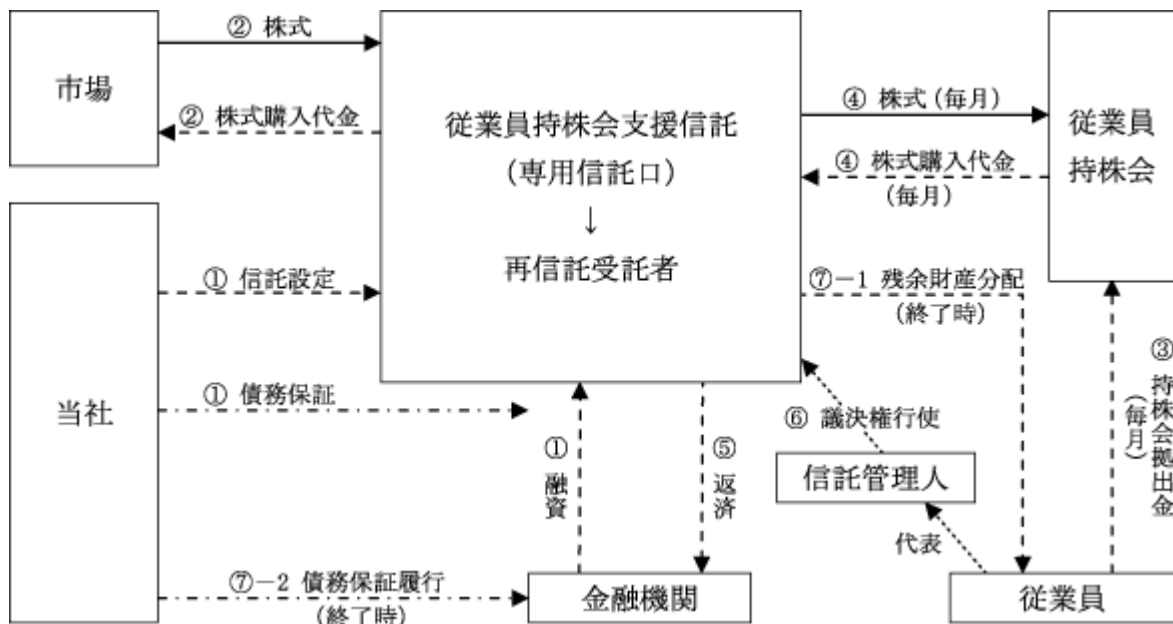 ② 株式
市場
② 株式購入代金
従業員持株会支援信託
(専用信託口)
↓
再信託受託者
④ 株式(毎月)
④ 株式購入代金
(毎月)
従業員
持株会
① 信託設定
① 債務保証
当社
⑦-1 残余財産分配
(終了時)
③ 持株会拠出金
(毎月)
⑥ 議決権行使
① 融資
⑤ 返済
信託管理人
代表
⑦-2 債務保証履行
(終了時)
金融機関
従業員